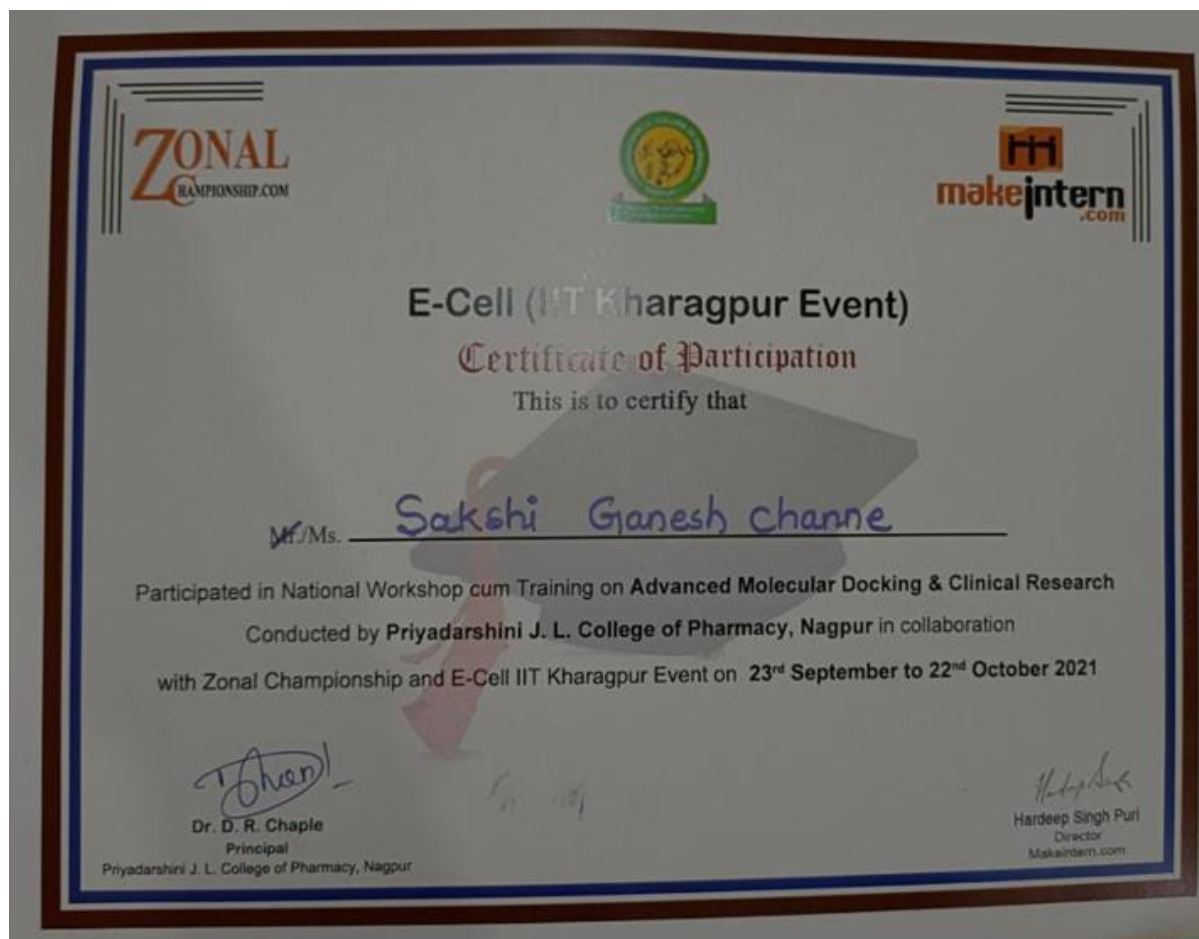 ZONAL
CHAMPIONSHIP.COM
makeintern
.com
E-Cell (IIT Kharagpur Event)
Certificate of Participation
This is to certify that
Mr./Ms. Sakshi Ganesh channe
Participated in National Workshop cum Training on Advanced Molecular Docking & Clinical Research
Conducted by Priyadarshini J. L. College of Pharmacy, Nagpur in collaboration
with Zonal Championship and E-Cell IIT Kharagpur Event on 23rd September to 22nd October 2021
Dr. D. R. Chaple
Principal
Priyadarshini J. L. College of Pharmacy, Nagpur
Hardeep Singh Puri
Director
Makeintern.com